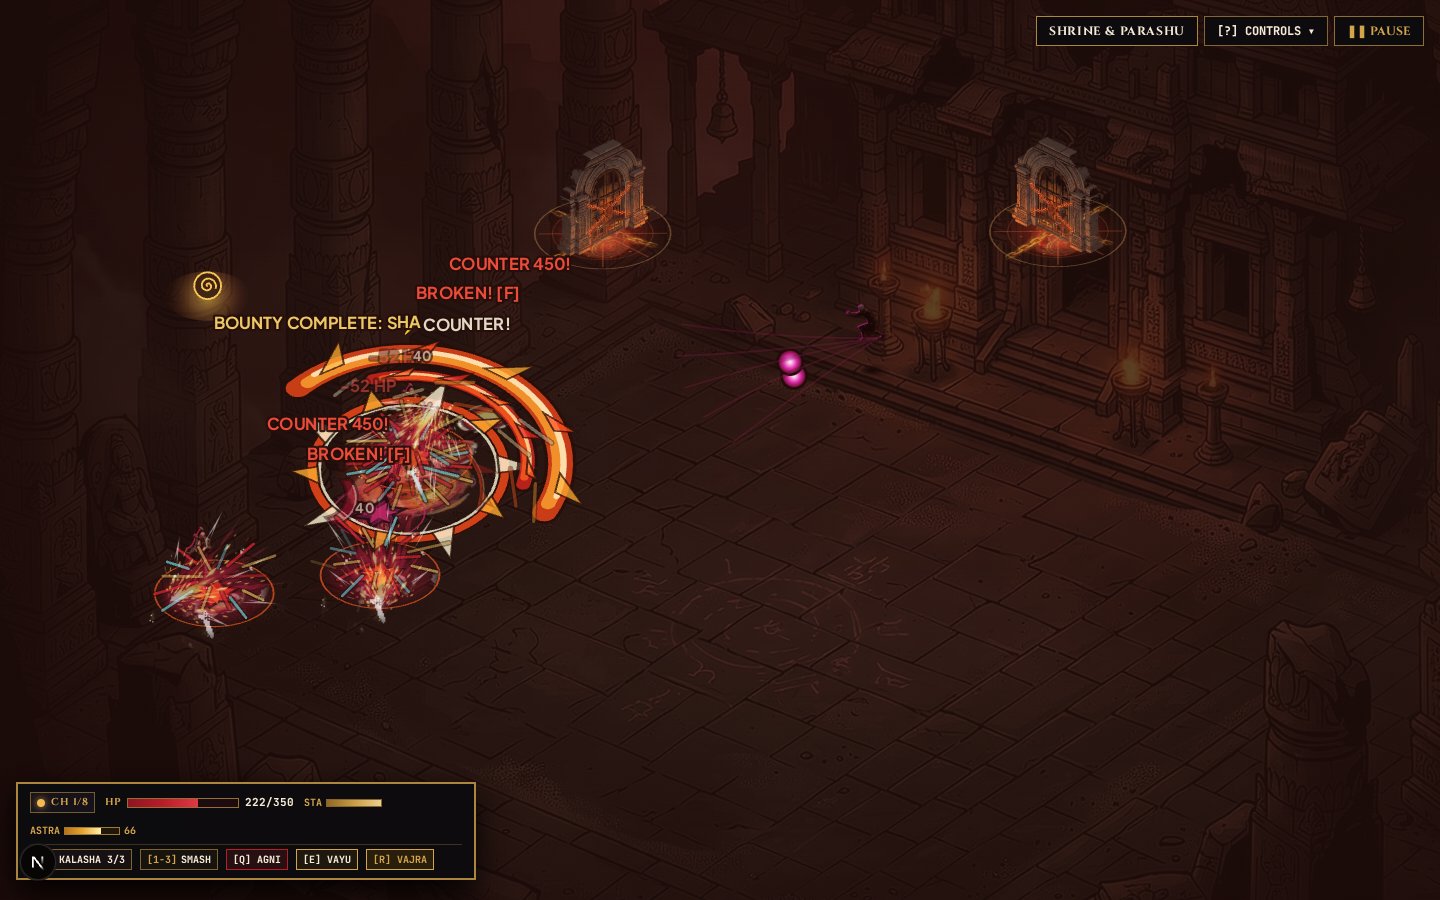 SHRINE & PARASHU
[?] CONTROLS ▾
❚❚ PAUSE
COUNTER 450!
BROKEN! [F]
BOUNTY COMPLETE: SHA
COUNTER!
40
-52 HP
COUNTER 450!
BROKEN! [F]
40
CH 1/8
HP
222/350
STA
ASTRA
66
N
KALASHA 3/3
[1-3] SMASH
[Q] AGNI
[E] VAYU
[R] VAJRA